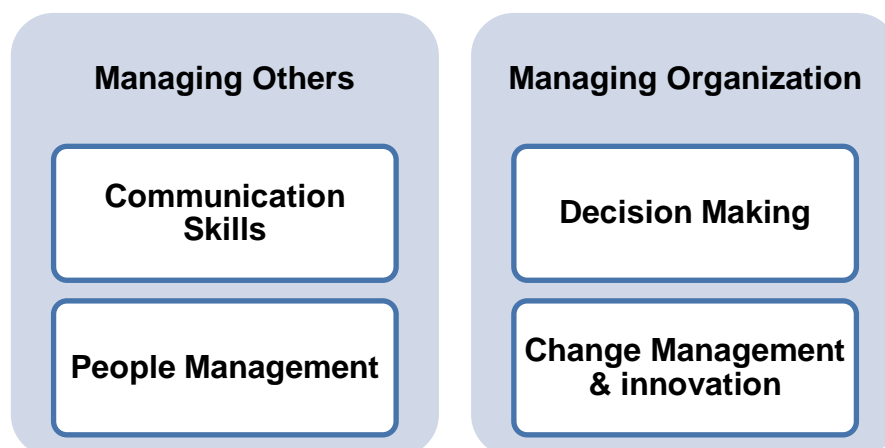 Managing Others
Communication
Skills
People Management
Managing Organization
Decision Making
Change Management
& innovation